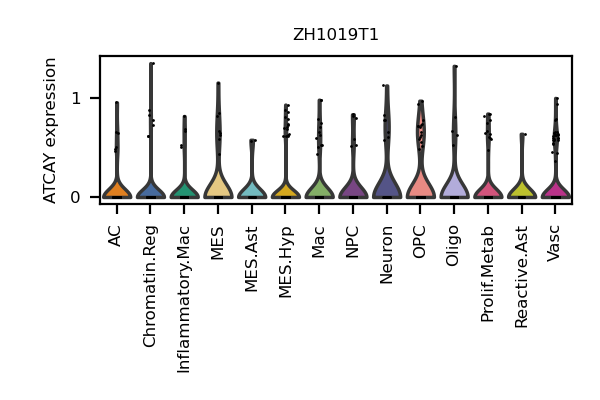 ZH1019T1
ATCAY expression
1
0
AC
Chromatin.Reg
Inflammatory.Mac
MES
MES.Ast
MES.Hyp
Mac
NPC
Neuron
OPC
Oligo
Prolif.Metab
Reactive.Ast
Vasc